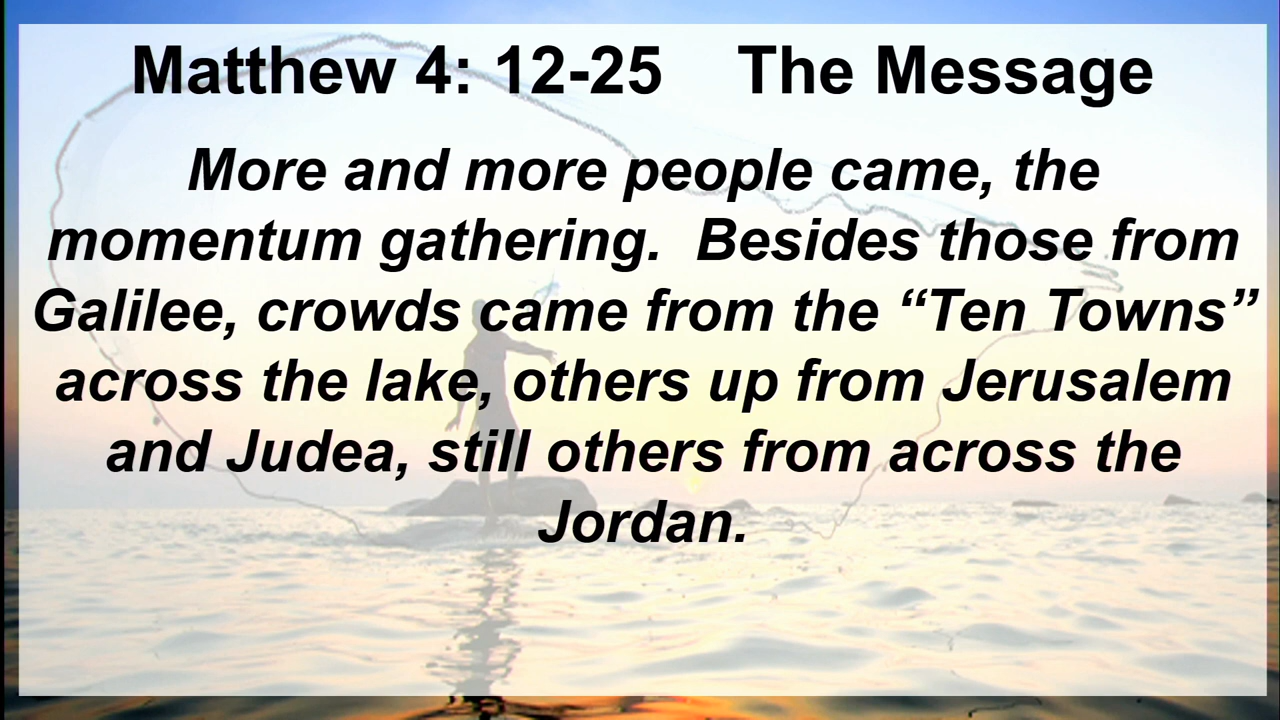 Matthew 4: 12-25    The Message
More and more people came, the
momentum gathering.  Besides those from
Galilee, crowds came from the “Ten Towns”
across the lake, others up from Jerusalem
and Judea, still others from across the
Jordan.